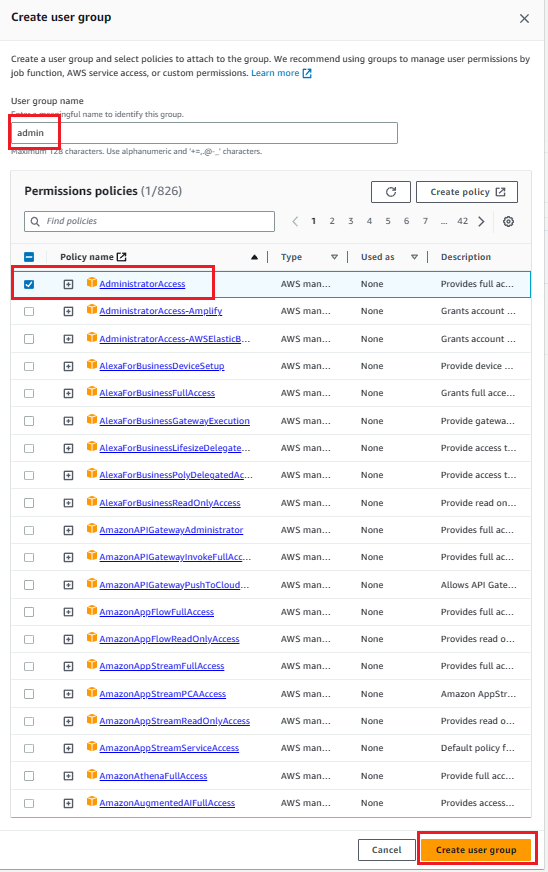 Create user group
Create a user group and select policies to attach to the group. We recommend using groups to manage user permissions by
job function, AWS service access, or custom permissions. Learn more
User group name
Enter a meaningful name to identify this group.
admin
Maximum 128 characters. Use alphanumeric and '+=,.@-_' characters.
Permissions policies (1/826)
Create policy
Find policies
1 2 3 4 5 6 7 ... 42
Policy name Type Used as Description
AdministratorAccess AWS man... None Provides full ac...
AdministratorAccess-Amplify AWS man... None Grants account ...
AdministratorAccess-AWSElasticB... AWS man... None Grants account ...
AlexaForBusinessDeviceSetup AWS man... None Provide device ...
AlexaForBusinessFullAccess AWS man... None Grants full acce...
AlexaForBusinessGatewayExecution AWS man... None Provide gatewa...
AlexaForBusinessLifesizeDelegate... AWS man... None Provide access t...
AlexaForBusinessPolyDelegatedAc... AWS man... None Provide access t...
AlexaForBusinessReadOnlyAccess AWS man... None Provide read on...
AmazonAPIGatewayAdministrator AWS man... None Provides full ac...
AmazonAPIGatewayInvokeFullAcc... AWS man... None Provides full ac...
AmazonAPIGatewayPushToCloud... AWS man... None Allows API Gate...
AmazonAppFlowFullAccess AWS man... None Provides full ac...
AmazonAppFlowReadOnlyAccess AWS man... None Provides read o...
AmazonAppStreamFullAccess AWS man... None Provides full ac...
AmazonAppStreamPCAAccess AWS man... None Amazon AppStr...
AmazonAppStreamReadOnlyAccess AWS man... None Provides read o...
AmazonAppStreamServiceAccess AWS man... None Default policy f...
AmazonAthenaFullAccess AWS man... None Provide full acc...
AmazonAugmentedAIFullAccess AWS man... None Provides access...
Cancel Create user group